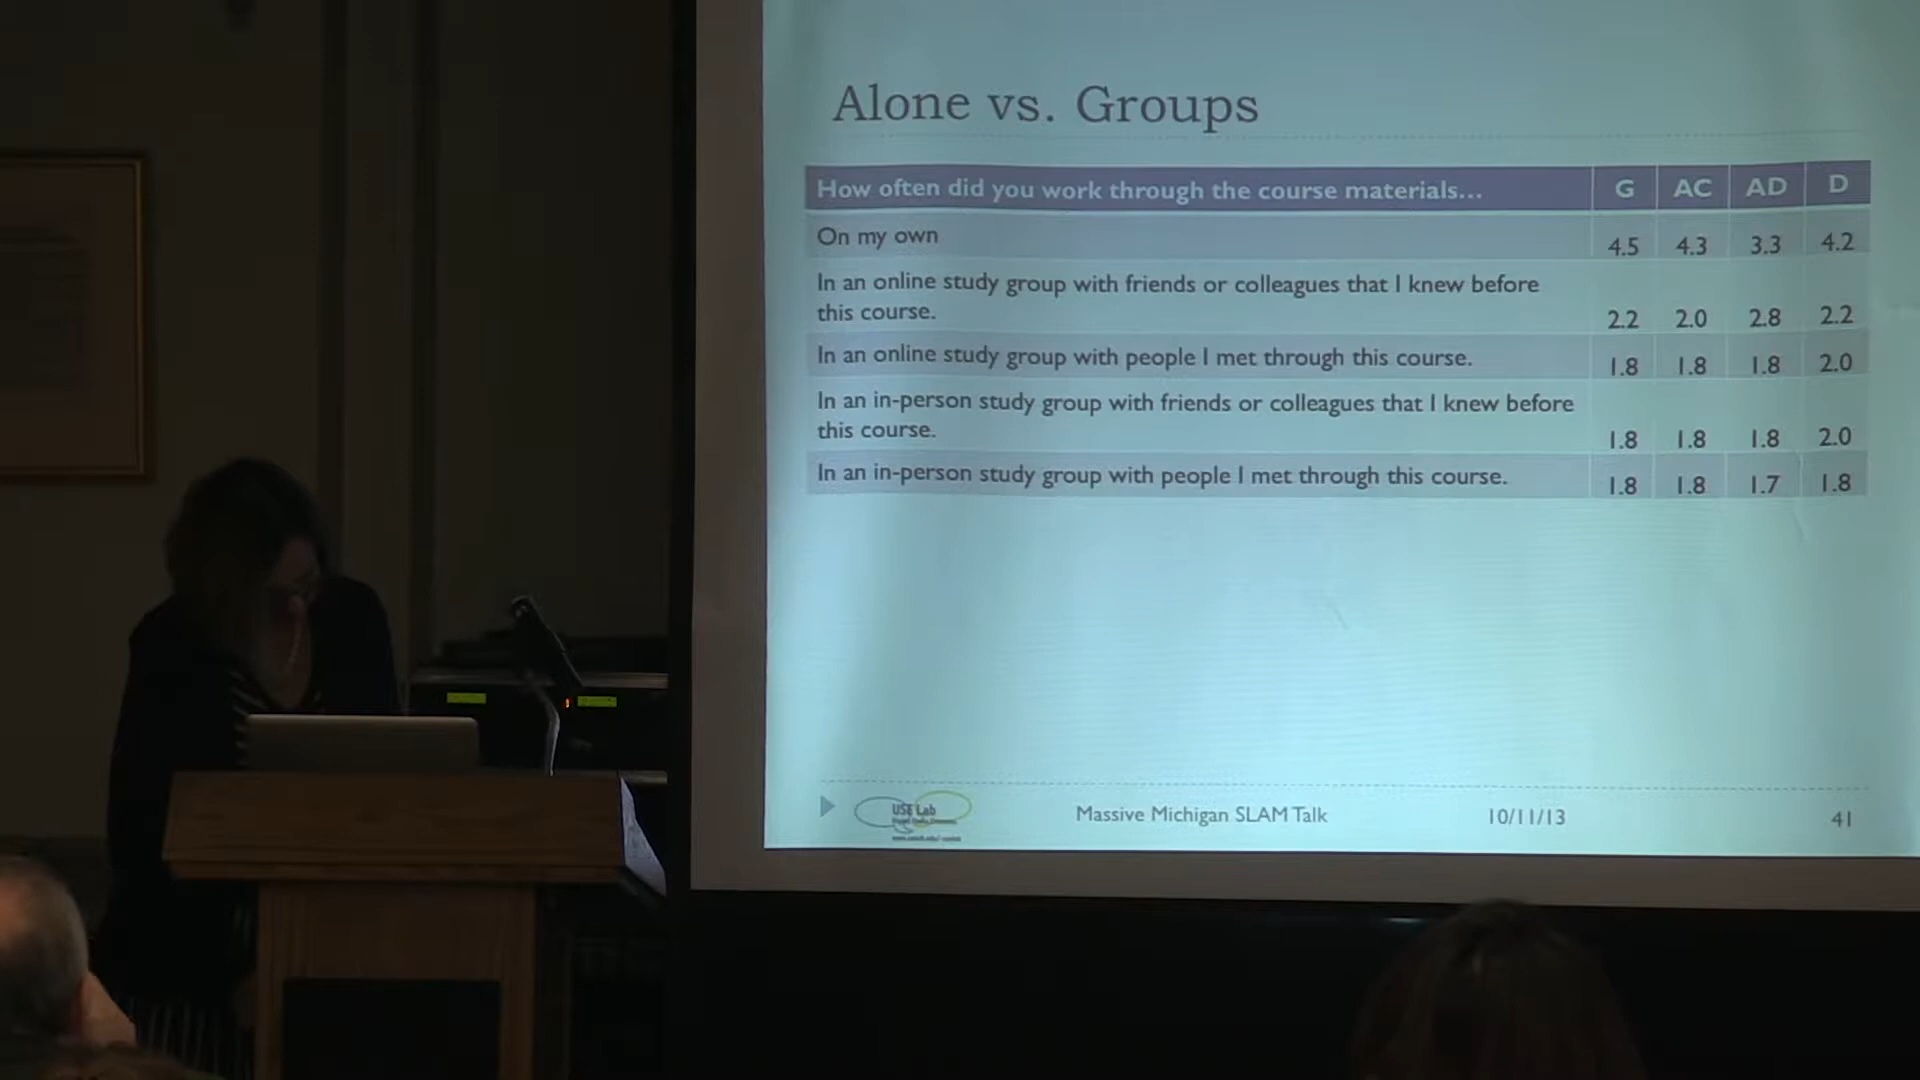 Alone vs. Groups
How often did you work through the course materials... G AC AD D
On my own 4.5 4.3 3.3 4.2
In an online study group with friends or colleagues that I knew before
this course. 2.2 2.0 2.8 2.2
In an online study group with people I met through this course. 1.8 1.8 1.8 2.0
In an in-person study group with friends or colleagues that I knew before
this course. 1.8 1.8 1.8 2.0
In an in-person study group with people I met through this course. 1.8 1.8 1.7 1.8
USE Lab
Massive Michigan SLAM Talk 10/11/13 41